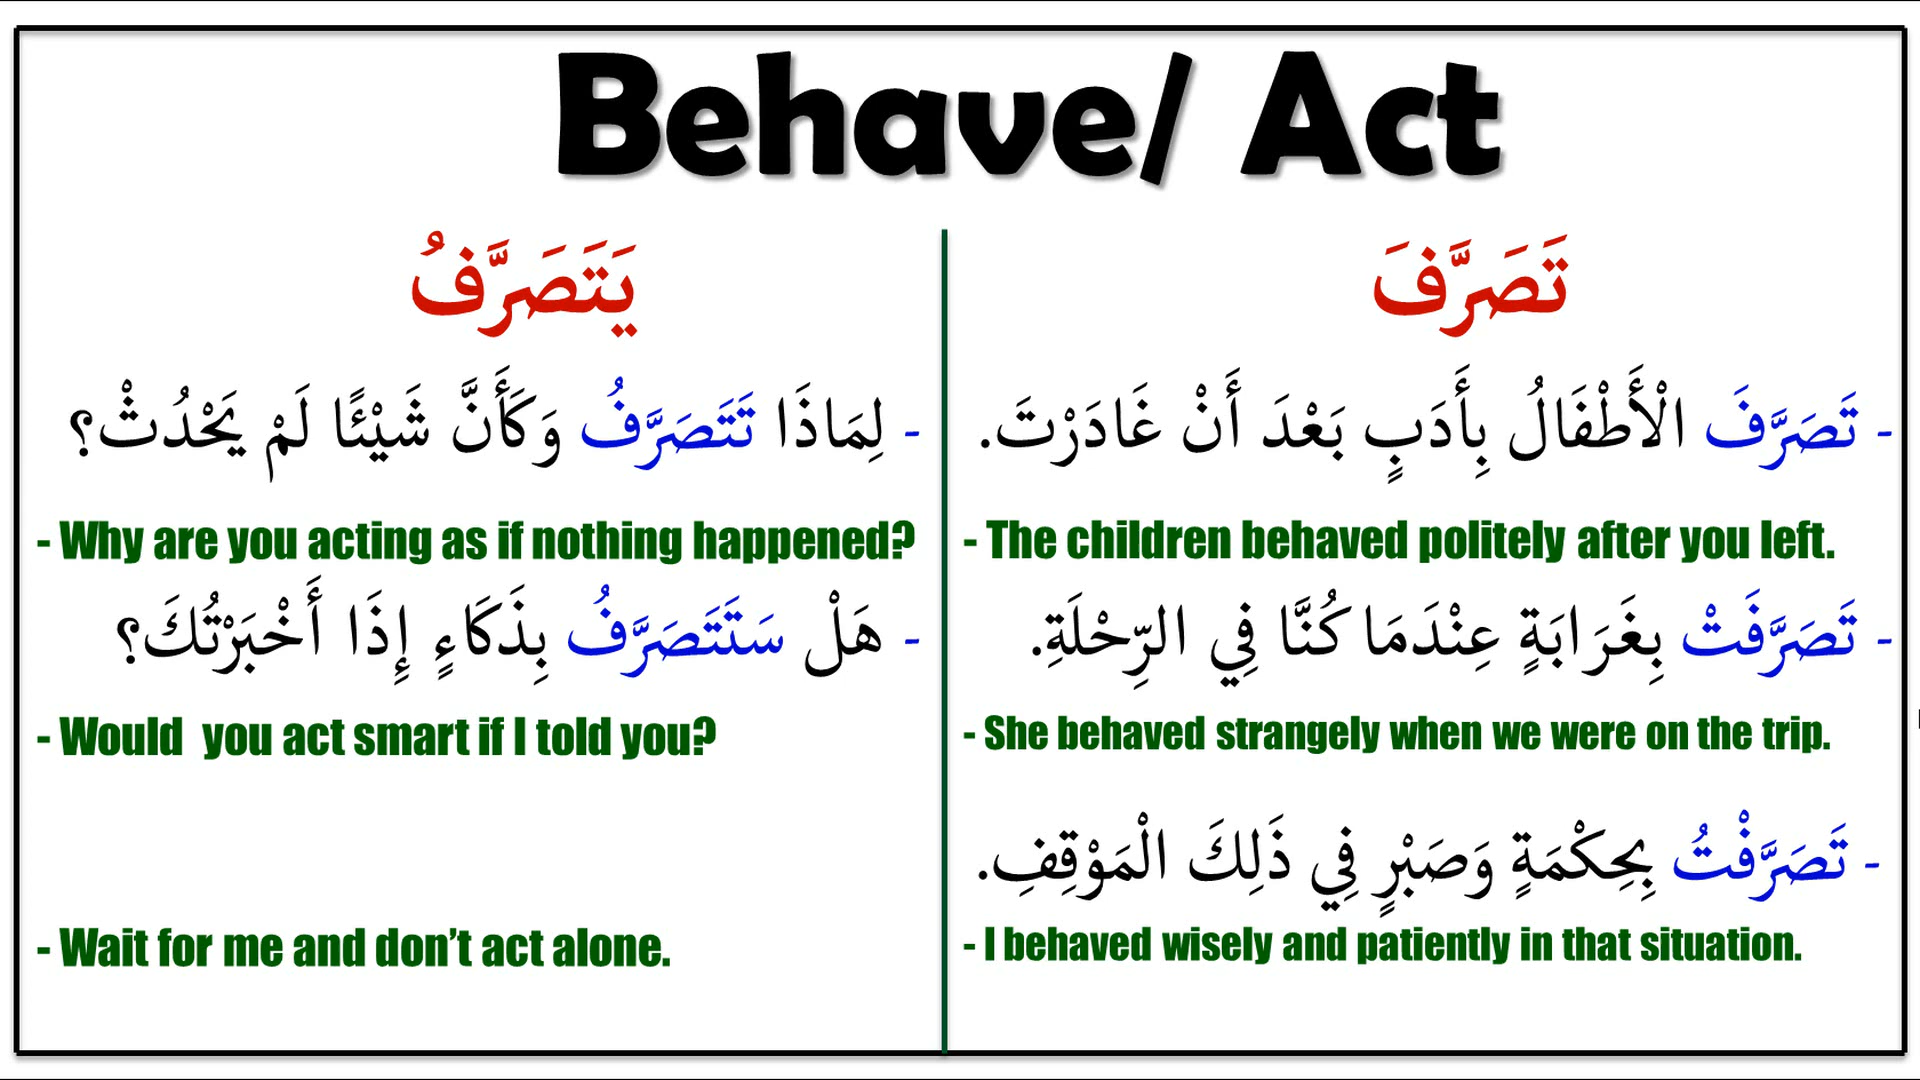 Behave/ Act
تَصَرَّفَ
- تَصَرَّفَ الْأَطْفَالُ بِأَدَبٍ بَعْدَ أَنْ غَادَرْتَ.
- The children behaved politely after you left.
- تَصَرَّفَتْ بِغَرَابَةٍ عِنْدَمَا كُنَّا فِي الرِّحْلَةِ.
- She behaved strangely when we were on the trip.
- تَصَرَّفْتُ بِحِكْمَةٍ وَصَبْرٍ فِي ذَلِكَ الْمَوْقِفِ.
- I behaved wisely and patiently in that situation.
يَتَصَرَّفُ
- لِمَاذَا تَتَصَرَّفُ وَكَأَنَّ شَيْئًا لَمْ يَحْدُثْ؟
- Why are you acting as if nothing happened?
- هَلْ سَتَتَصَرَّفُ بِذَكَاءٍ إِذَا أَخْبَرْتُكَ؟
- Would  you act smart if I told you?
- Wait for me and don’t act alone.